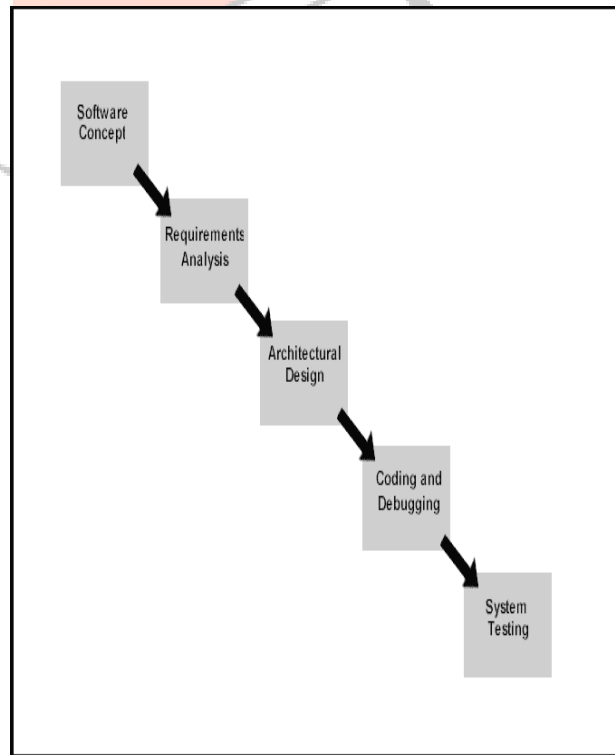 Software
Concept
Requirements
Analysis
Architectural
Design
Coding and
Debugging
System
Testing